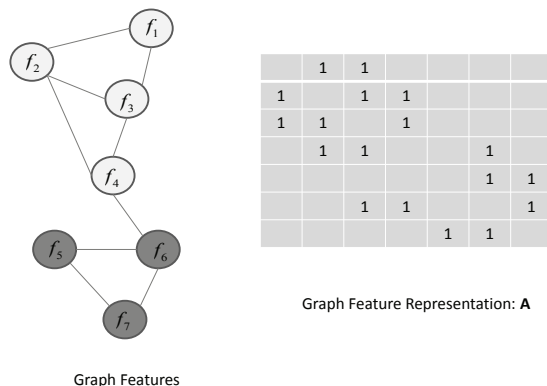 f1
f2
f3
f4
f5
f6
f7
Graph Features
1 1
1 1 1
1 1 1
1 1 1
1 1
1 1 1
1 1
Graph Feature Representation: A